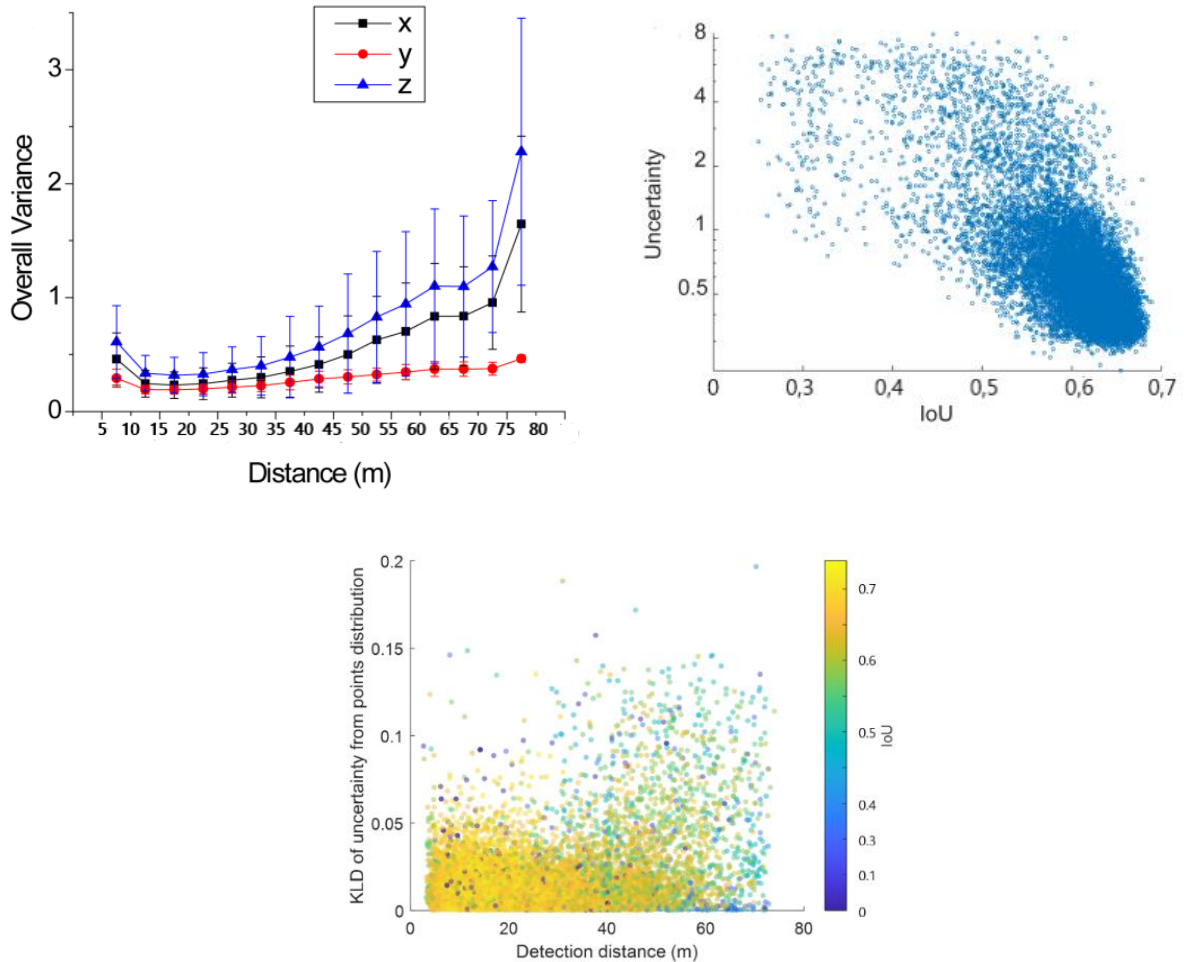 x
y
z
Overall Variance
3
2
1
0
5 10 15 20 25 30 35 40 45 50 55 60 65 70 75 80
Distance (m)
Uncertainty
8
4
2
1
0.5
0 0,3 0,4 0,5 0,6 0,7
IoU
KLD of uncertainty from points distribution
0.2
0.15
0.1
0.05
0
0 20 40 60 80
Detection distance (m)
0.7
0.6
0.5
0.4
0.3
0.1
0
IoU